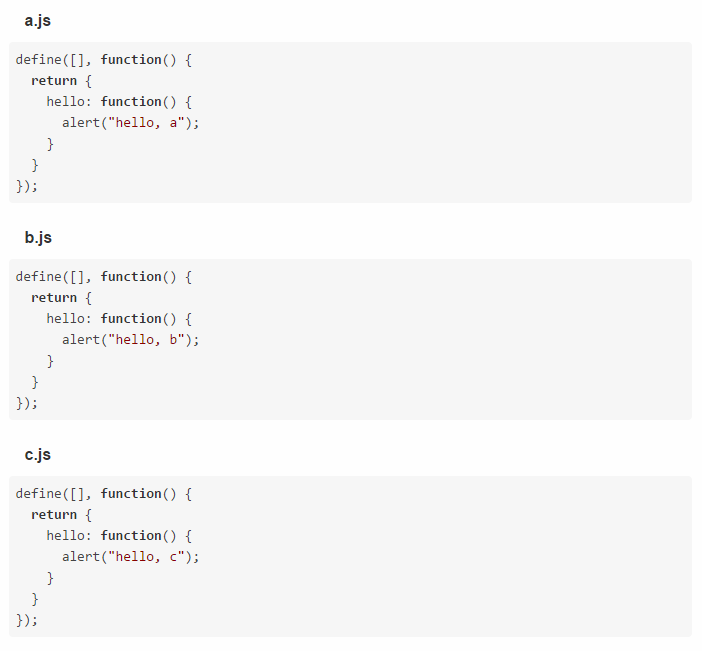 a.js
define([], function() {
  return {
    hello: function() {
      alert("hello, a");
    }
  }
});
b.js
define([], function() {
  return {
    hello: function() {
      alert("hello, b");
    }
  }
});
c.js
define([], function() {
  return {
    hello: function() {
      alert("hello, c");
    }
  }
});